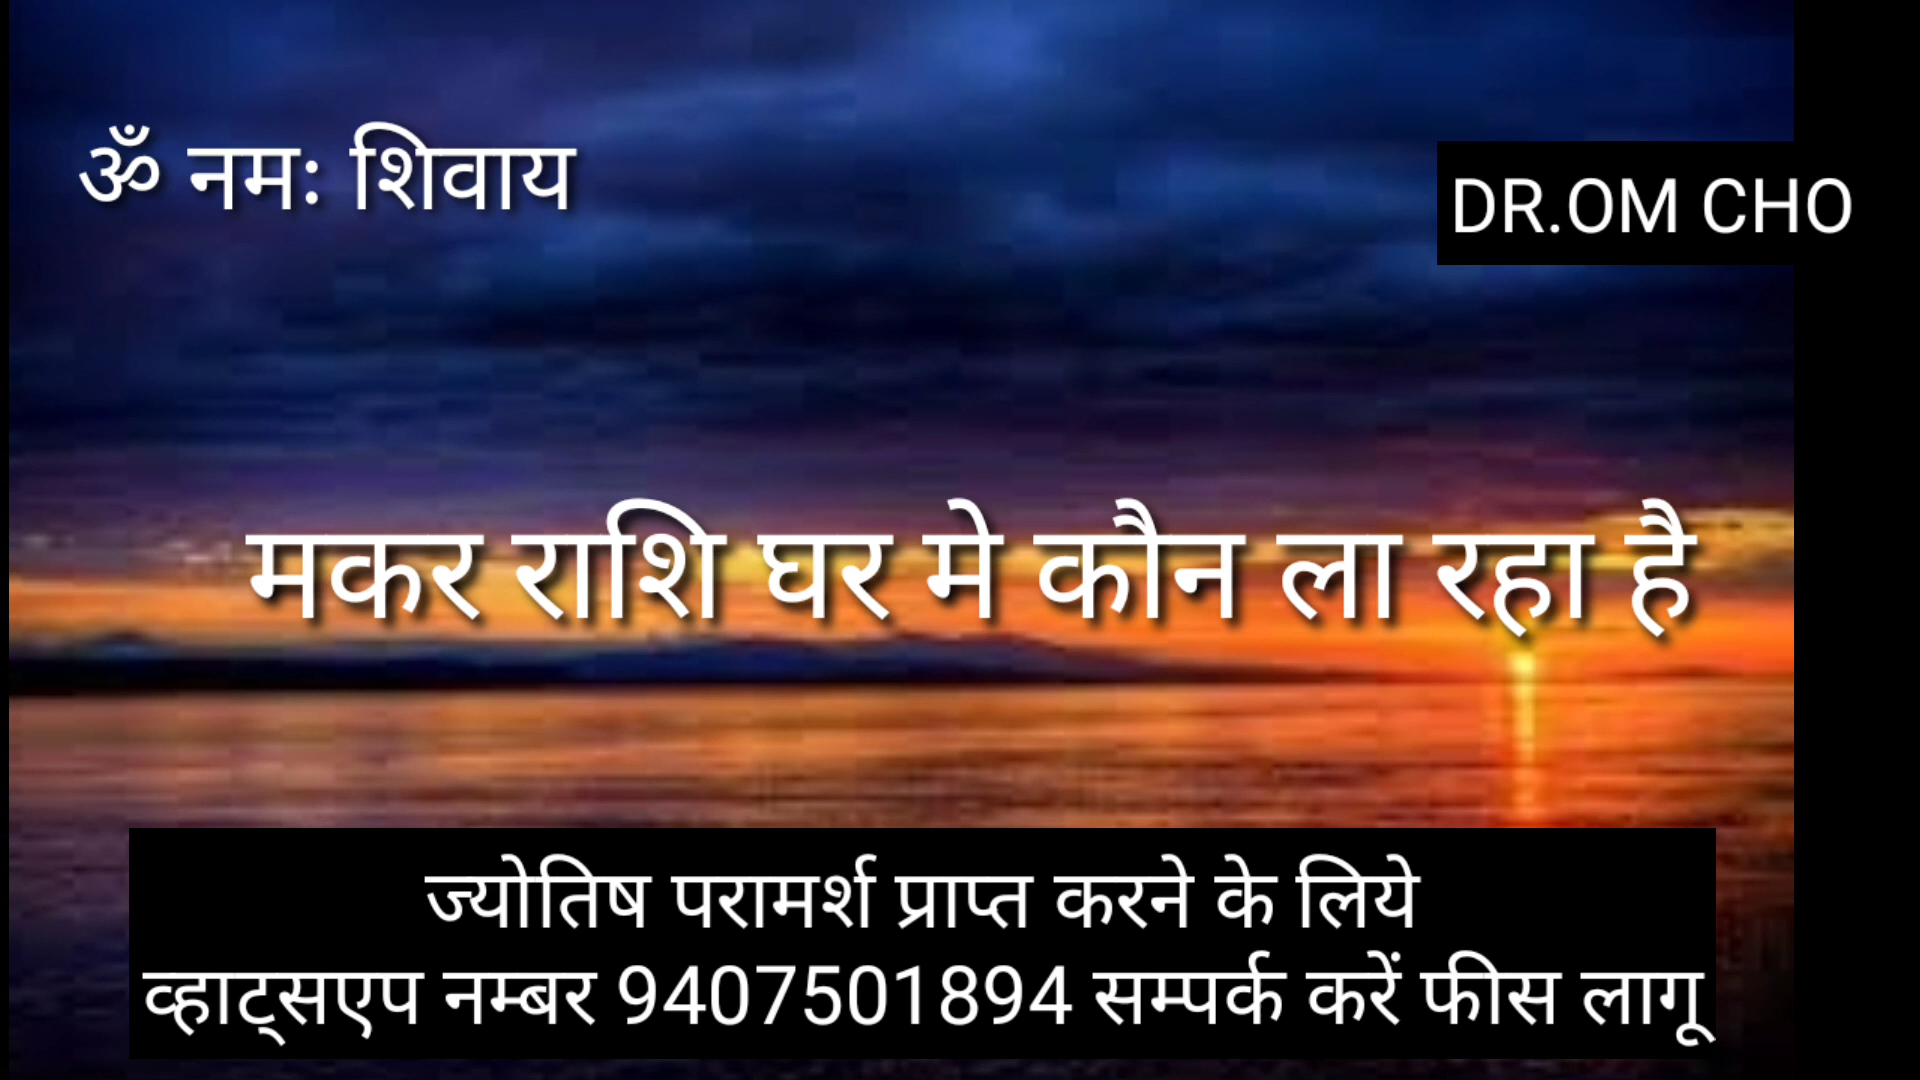 ॐ नमः शिवाय
DR.OM CHO
मकर राशि घर मे कौन ला रहा है
ज्योतिष परामर्श प्राप्त करने के लिये
व्हाट्सएप नम्बर 9407501894 सम्पर्क करें फीस लागू